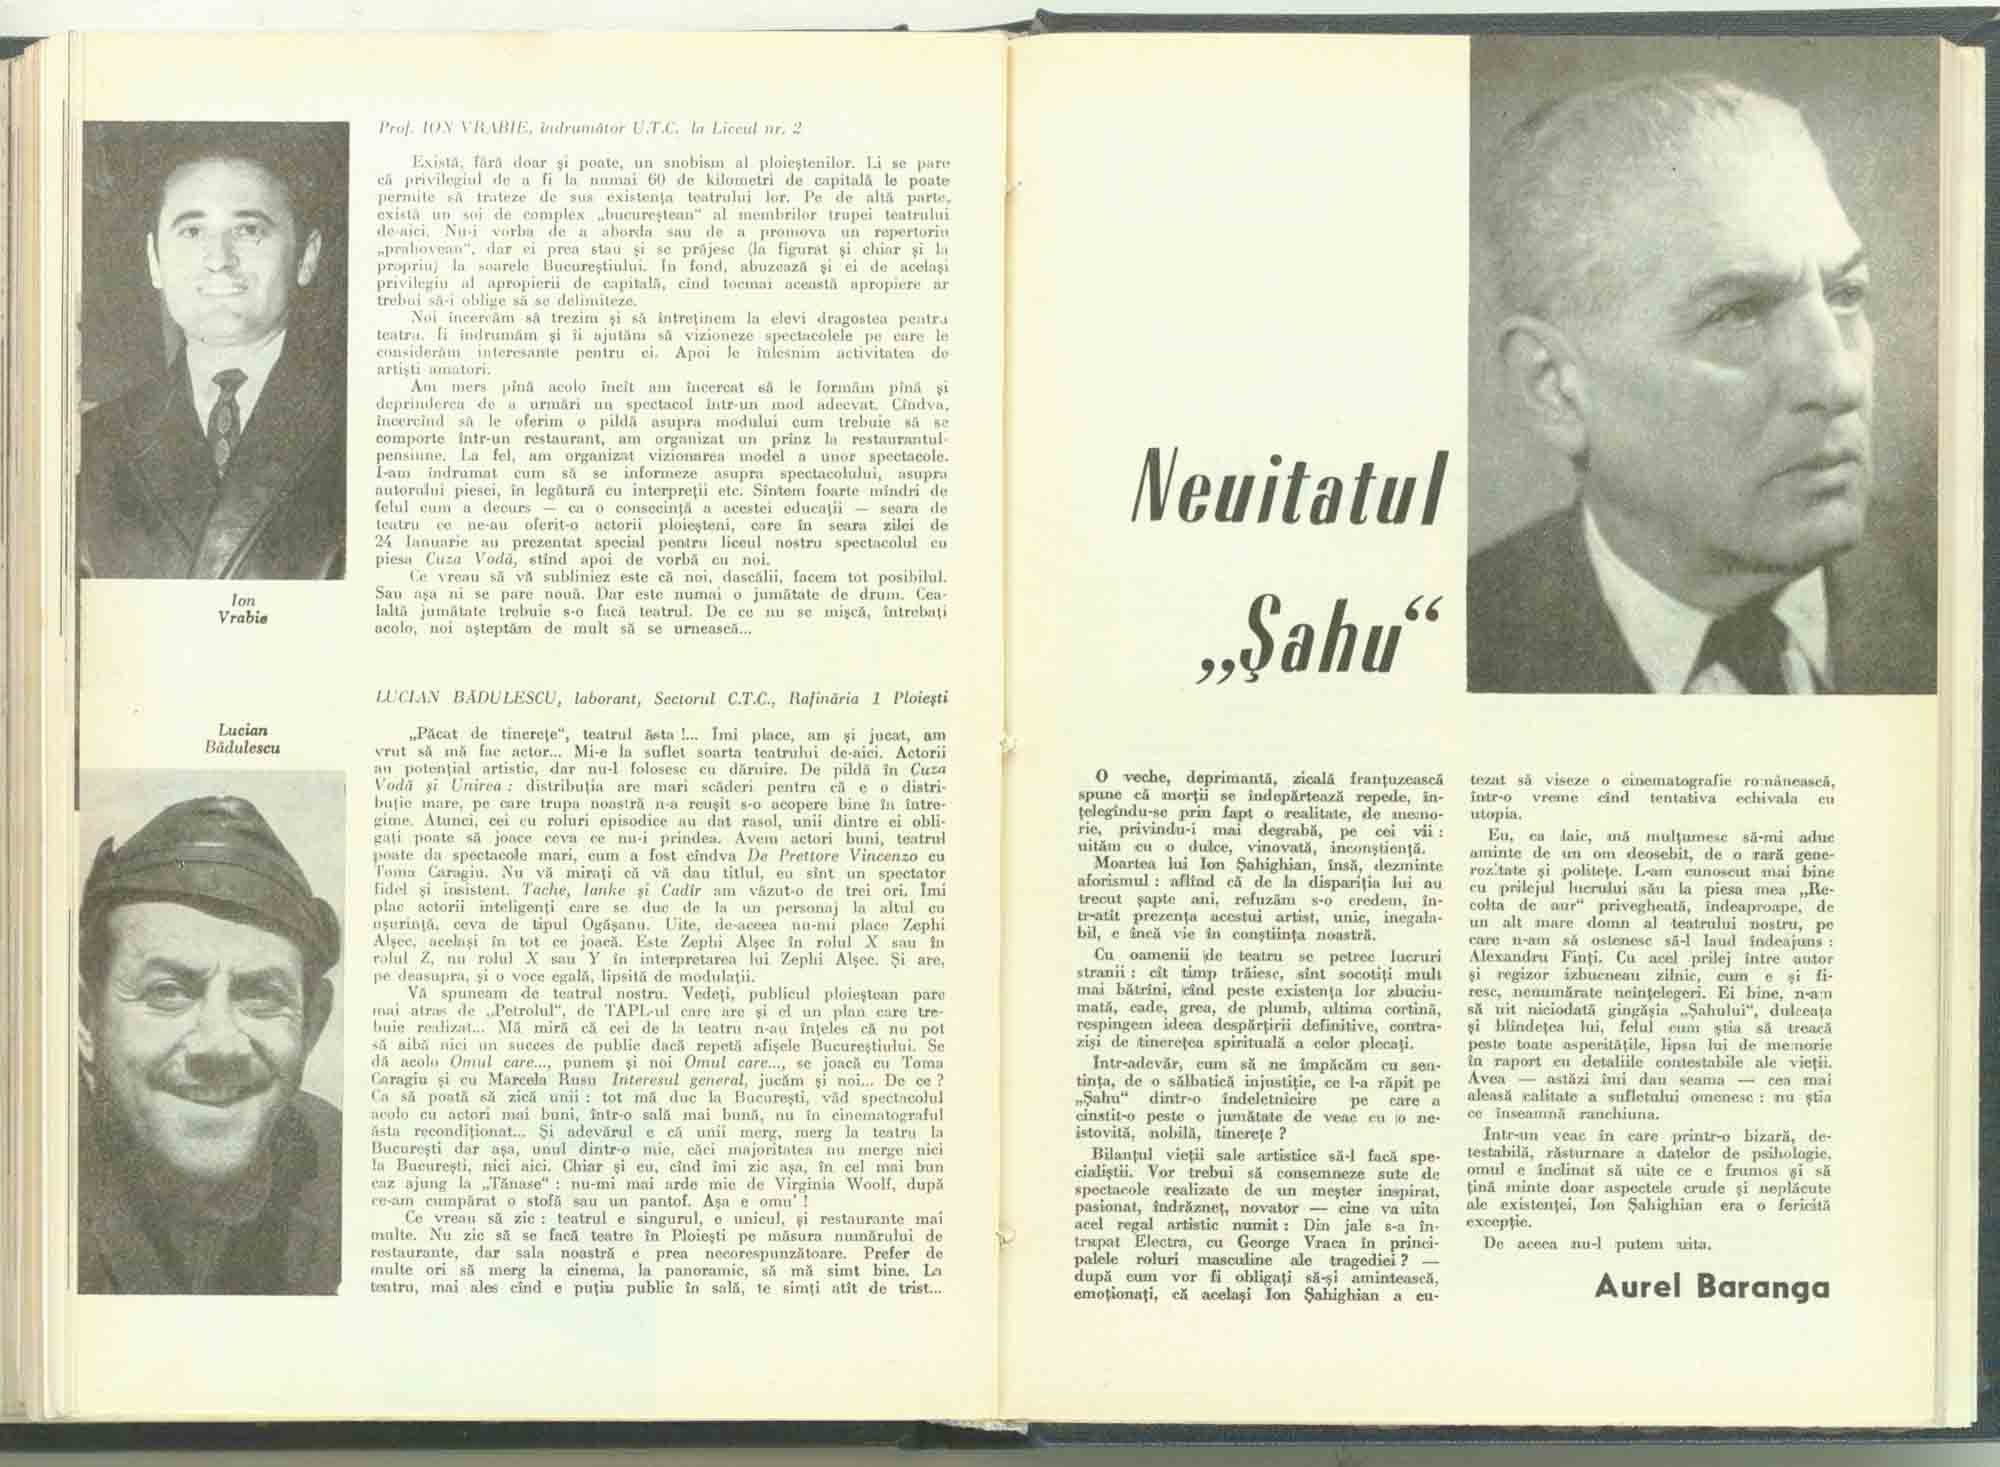 Prof. ION VRABIE, îndrumător U.T.C. la Liceul nr. 2
Există, fără doar și poate, un snobism al ploieștenilor. Li se pare
că privilegiul de a fi la numai 60 de kilometri de capitală le poate
permite să trateze de sus existența teatrului lor. Pe de altă parte,
există un soi de complex „bucureștean“ al membrilor trupei teatrului
de-aici. Nu-i vorba de a aborda sau de a promova un repertoriu
„prahovean“, dar ei prea stau și se prăjesc (la figurat și chiar și la
propriu) la soarele Bucureștiului. În fond, abuzează și ei de același
privilegiu al apropierii de capitală, cînd tocmai această apropiere ar
trebui să-i oblige să se delimiteze.
Noi încercăm să trezim și să întreținem la elevi dragostea pentru
teatru. Îi îndrumăm și îi ajutăm să vizioneze spectacolele pe care le
considerăm interesante pentru ei. Apoi le înlesnim activitatea de
artiști amatori.
Am mers pînă acolo încît am încercat să le formăm pînă și
deprinderea de a urmări un spectacol într-un mod adecvat. Cîndva,
încercînd să le oferim o pildă asupra modului cum trebuie să se
comporte într-un restaurant, am organizat un prînz la restaurantul-
pensiune. La fel, am organizat vizionarea model a unor spectacole.
I-am îndrumat cum să se informeze asupra spectacolului, asupra
autorului piesei, în legătură cu interpreții etc. Sîntem foarte mîndri de
felul cum a decurs — ca o consecință a acestei educații — seara de
teatru ce ne-au oferit-o actorii ploieșteni, care în seara zilei de
24 Ianuarie au prezentat special pentru liceul nostru spectacolul cu
piesa Cuza Vodă, stînd apoi de vorbă cu noi.
Ce vreau să vă subliniez este că noi, dascălii, facem tot posibilul.
Sau așa ni se pare nouă. Dar este numai o jumătate de drum. Cea-
laltă jumătate trebuie s-o facă teatrul. De ce nu se mișcă, întrebați
acolo, noi așteptăm de mult să se urnească...
Ion
Vrabie
LUCIAN BĂDULESCU, laborant, Sectorul C.T.C., Rafinăria 1 Ploiești
Lucian
Bădulescu
„Păcat de tinerețe“, teatrul ăsta !... Îmi place, am și jucat, am
vrut să mă fac actor... Mi-e la suflet soarta teatrului de-aici. Actorii
au potențial artistic, dar nu-l folosesc cu dăruire. De pildă în Cuza
Vodă și Unirea : distribuția are mari scăderi pentru că e o distri-
buție mare, pe care trupa noastră n-a reușit s-o acopere bine în între-
gime. Atunci, cei cu roluri episodice au dat rasol, unii dintre ei obli-
gați poate să joace ceva ce nu-i prindea. Avem actori buni, teatrul
poate da spectacole mari, cum a fost cîndva De Prettore Vincenzo cu
Toma Caragiu. Nu vă mirați că vă dau titlul, eu sînt un spectator
fidel și insistent. Tache, Ianke și Cadîr am văzut-o de trei ori. Îmi
plac actorii inteligenți care se duc de la un personaj la altul cu
ușurință, ceva de tipul Ogășanu. Uite, de-aceea nu-mi place Zephi
Alșec, același în tot ce joacă. Este Zephi Alșec în rolul X sau în
rolul Z, nu rolul X sau Y în interpretarea lui Zephi Alșec. Și are,
pe deasupra, și o voce egală, lipsită de modulații.
Vă spuneam de teatrul nostru. Vedeți, publicul ploieștean pare
mai atras de „Petrolul“, de TAPL-ul care are și el un plan care tre-
buie realizat... Mă miră că cei de la teatru n-au înțeles că nu pot
să aibă nici un succes de public dacă repetă afișele Bucureștiului. Se
dă acolo Omul care..., punem și noi Omul care..., se joacă cu Toma
Caragiu și cu Marcela Rusu Interesul general, jucăm și noi... De ce ?
Ca să poată să zică unii : tot mă duc la București, văd spectacolul
acolo cu actori mai buni, într-o sală mai bună, nu în cinematograful
ăsta recondiționat... Și adevărul e că unii merg, merg la teatru la
București dar așa, unul dintr-o mie, căci majoritatea nu merge nici
la București, nici aici. Chiar și eu, cînd îmi zic așa, în cel mai bun
caz ajung la „Tănase“ : nu-mi mai arde mie de Virginia Woolf, după
ce-am cumpărat o stofă sau un pantof. Așa e omu' !
Ce vreau să zic : teatrul e singurul, e unicul, și restaurante mai
multe. Nu zic să se facă teatre în Ploiești pe măsura numărului de
restaurante, dar sala noastră e prea necorespunzătoare. Prefer de
multe ori să merg la cinema, la panoramic, să mă simt bine. La
teatru, mai ales cînd e puțin public în sală, te simți atît de trist...
Neuitatul
„Șahu“
O veche, deprimantă, zicală franțuzească
spune că morții se îndepărtează repede, în-
țelegîndu-se prin fapt o realitate, de memo-
rie, privindu-i mai degrabă, pe cei vii :
uităm cu o dulce, vinovată, inconștiență.
Moartea lui Ion Șahighian, însă, dezminte
aforismul : aflînd că de la dispariția lui au
trecut șapte ani, refuzăm s-o credem, în-
tr-atît prezența acestui artist, unic, inegala-
bil, e încă vie în conștiința noastră.
Cu oamenii de teatru se petrec lucruri
stranii : cît timp trăiesc, sînt socotiți mult
mai bătrîni, cînd peste existența lor zbuciu-
mată, cade, grea, de plumb, ultima cortină,
respingem ideea despărțirii definitive, contra-
ziși de tinerețea spirituală a celor plecați.
Într-adevăr, cum să ne împăcăm cu sen-
tința, de o sălbatică injustiție, ce l-a răpit pe
„Șahu“ dintr-o îndeletnicire pe care a
cinstit-o peste o jumătate de veac cu o ne-
istovită, nobilă, tinerețe ?
Bilanțul vieții sale artistice să-l facă spe-
cialiștii. Vor trebui să consemneze sute de
spectacole realizate de un meșter inspirat,
pasionat, îndrăzneț, novator — cine va uita
acel regal artistic numit : Din jale s-a în-
trupat Electra, cu George Vraca în princi-
palele roluri masculine ale tragediei ? —
după cum vor fi obligați să-și amintească,
emoționați, că același Ion Șahighian a cu-
tezat să viseze o cinematografie românească,
într-o vreme cînd tentativa echivala cu
utopia.
Eu, ca laic, mă mulțumesc să-mi aduc
aminte de un om deosebit, de o rară gene-
rozitate și politețe. L-am cunoscut mai bine
cu prilejul lucrului său la piesa mea „Re-
colta de aur“ privegheată, îndeaproape, de
un alt mare domn al teatrului nostru, pe
care n-am să ostenesc să-l laud îndeajuns :
Alexandru Finți. Cu acel prilej între autor
și regizor izbucneau zilnic, cum e și fi-
resc, nenumărate neînțelegeri. Ei bine, n-am
să uit niciodată gingășia „Șahului“, dulceața
și blîndețea lui, felul cum știa să treacă
peste toate asperitățile, lipsa lui de memorie
în raport cu detaliile contestabile ale vieții.
Avea — astăzi îmi dau seama — cea mai
aleasă calitate a sufletului omenesc : nu știa
ce înseamnă ranchiuna.
Într-un veac în care printr-o bizară, de-
testabilă, răsturnare a datelor de psihologie,
omul e înclinat să uite ce e frumos și să
țină minte doar aspectele crude și neplăcute
ale existenței, Ion Șahighian era o fericită
excepție.
De aceea nu-l putem uita.
Aurel Baranga